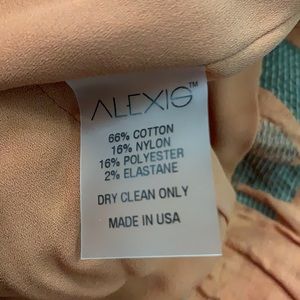 ALEXIS™
66% COTTON
16% NYLON
16% POLYESTER
2% ELASTANE
DRY CLEAN ONLY
MADE IN USA